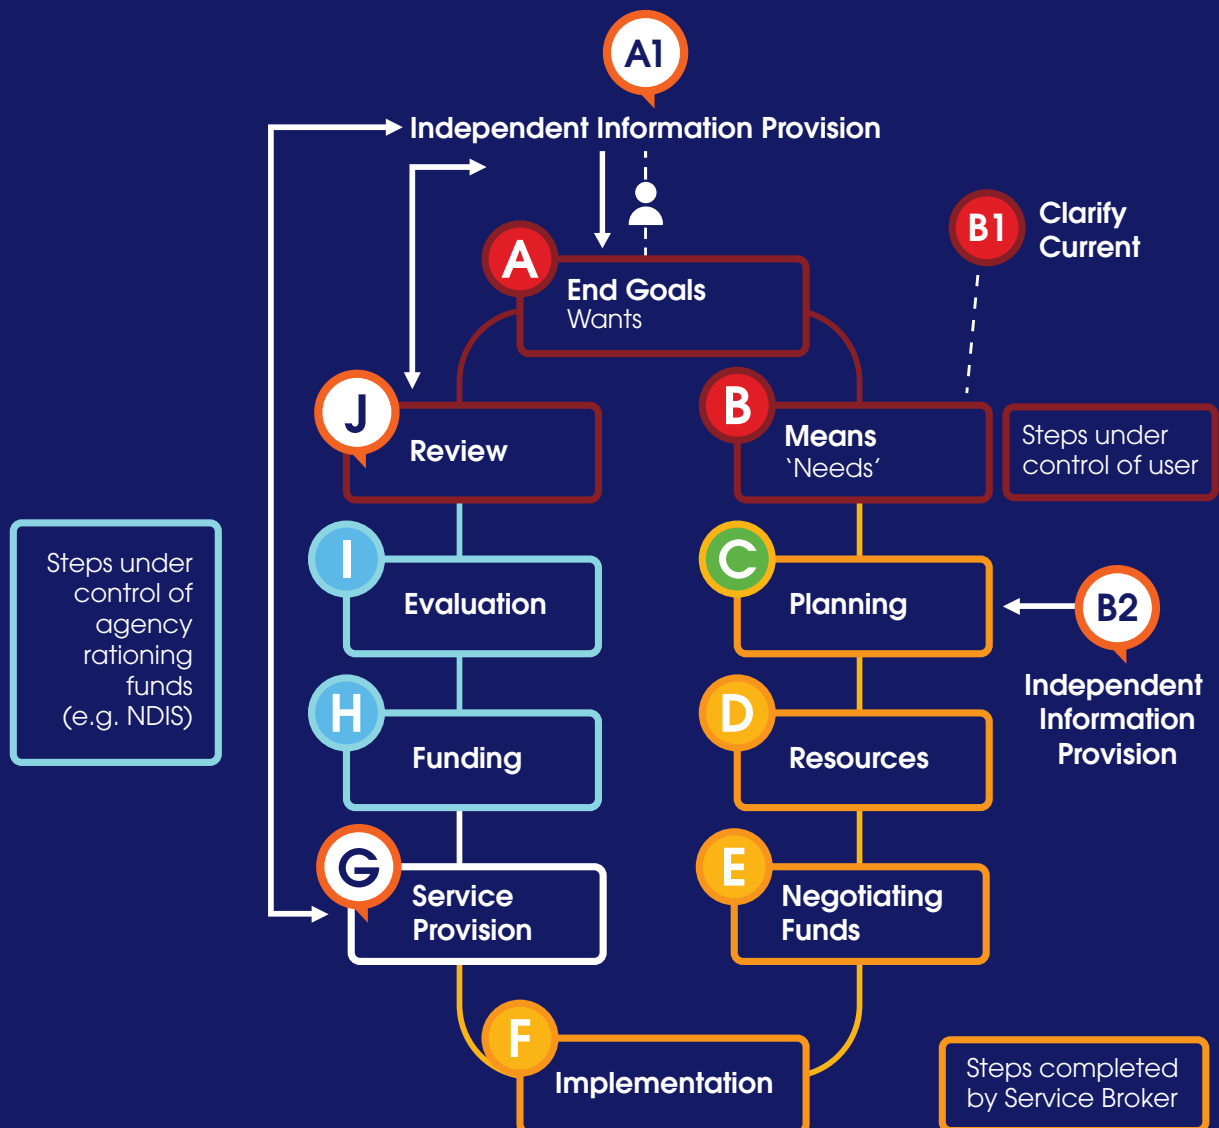 A1
Independent Information Provision
B1
Clarify
Current
A
End Goals
Wants
J
Review
B
Means
‘Needs’
Steps under
control of user
Steps under
control of
agency
rationing
funds
(e.g. NDIS)
I
Evaluation
C
Planning
B2
Independent
Information
Provision
H
Funding
D
Resources
G
Service
Provision
E
Negotiating
Funds
F
Implementation
Steps completed
by Service Broker